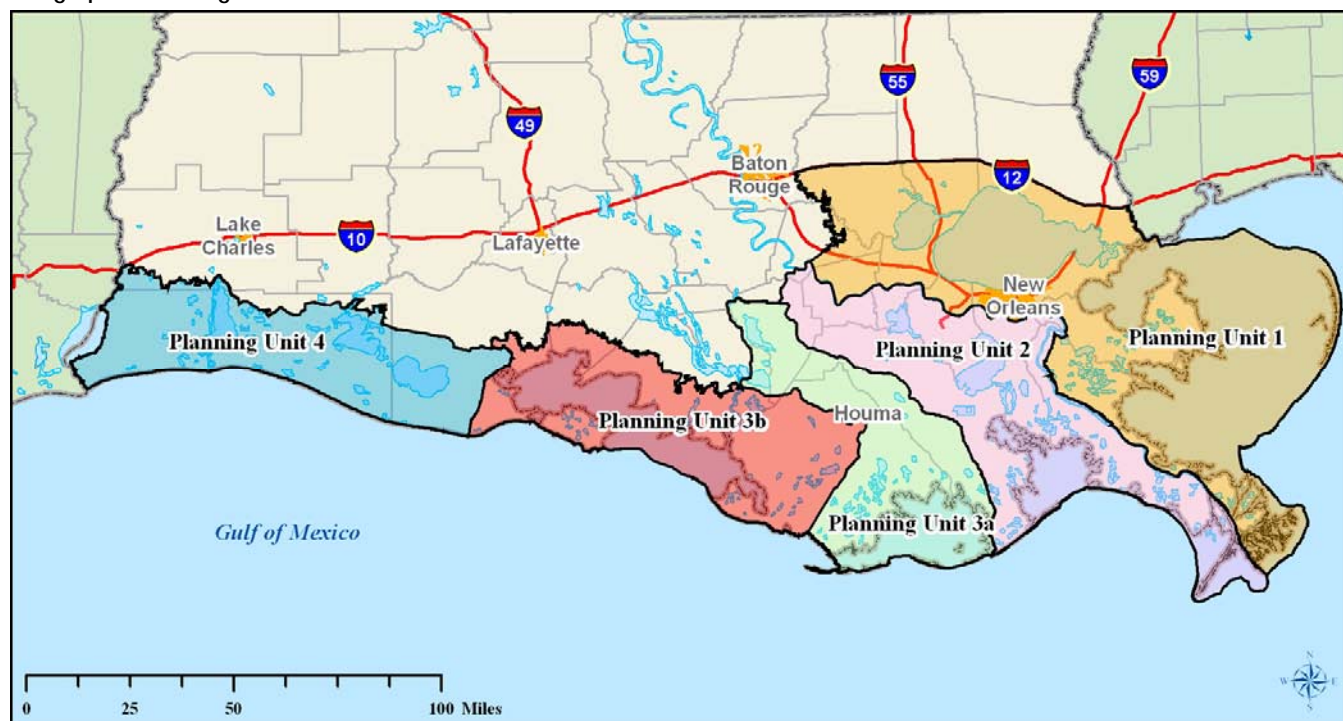 55
59
49
Baton
Rouge
12
Lake
Charles
10
Lafayette
New
Orleans
Planning Unit 4
Planning Unit 2
Planning Unit 1
Planning Unit 3b
Houma
Planning Unit 3a
Gulf of Mexico
N
W E
S
0 25 50 100 Miles